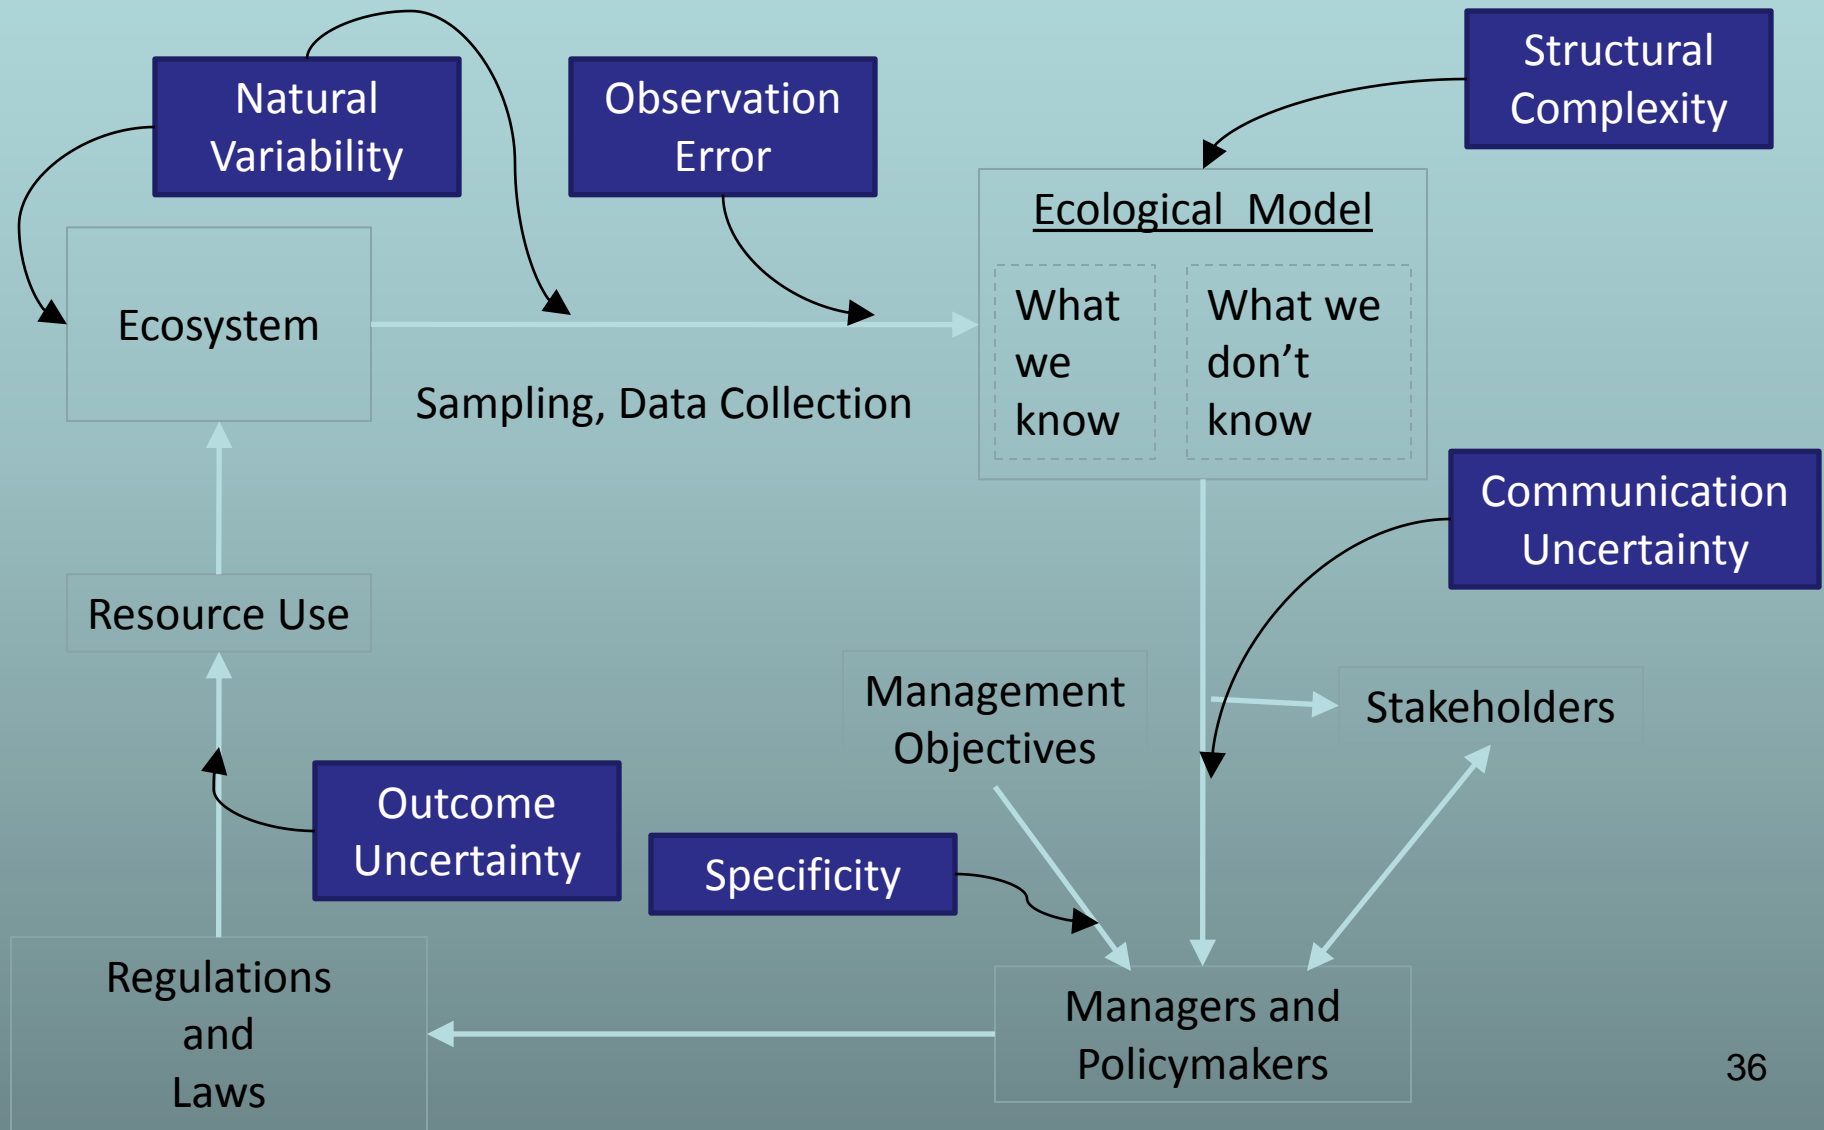 Natural
Variability
Observation
Error
Structural
Complexity
Ecological Model
What
we
know
What we
don’t
know
Ecosystem
Sampling, Data Collection
Communication
Uncertainty
Resource Use
Management
Objectives
Stakeholders
Outcome
Uncertainty
Specificity
Regulations
and
Laws
Managers and
Policymakers
36